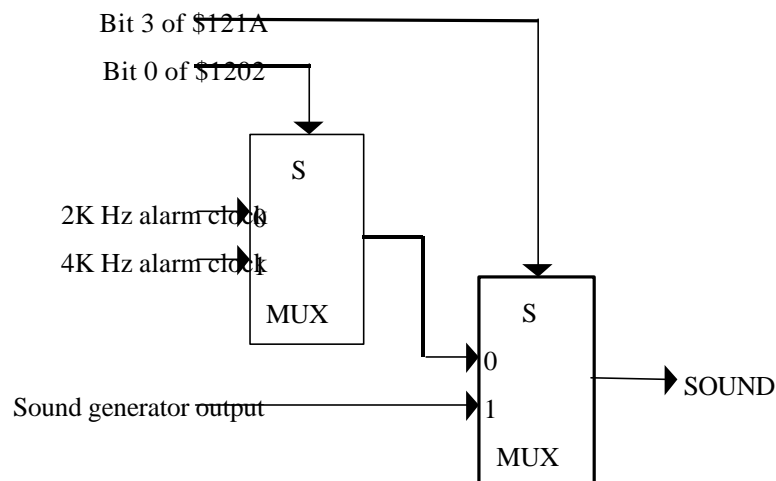 Bit 3 of $121A
Bit 0 of $1202
S
2K Hz alarm clock
0
4K Hz alarm clock
1
MUX
S
0
SOUND
Sound generator output
1
MUX